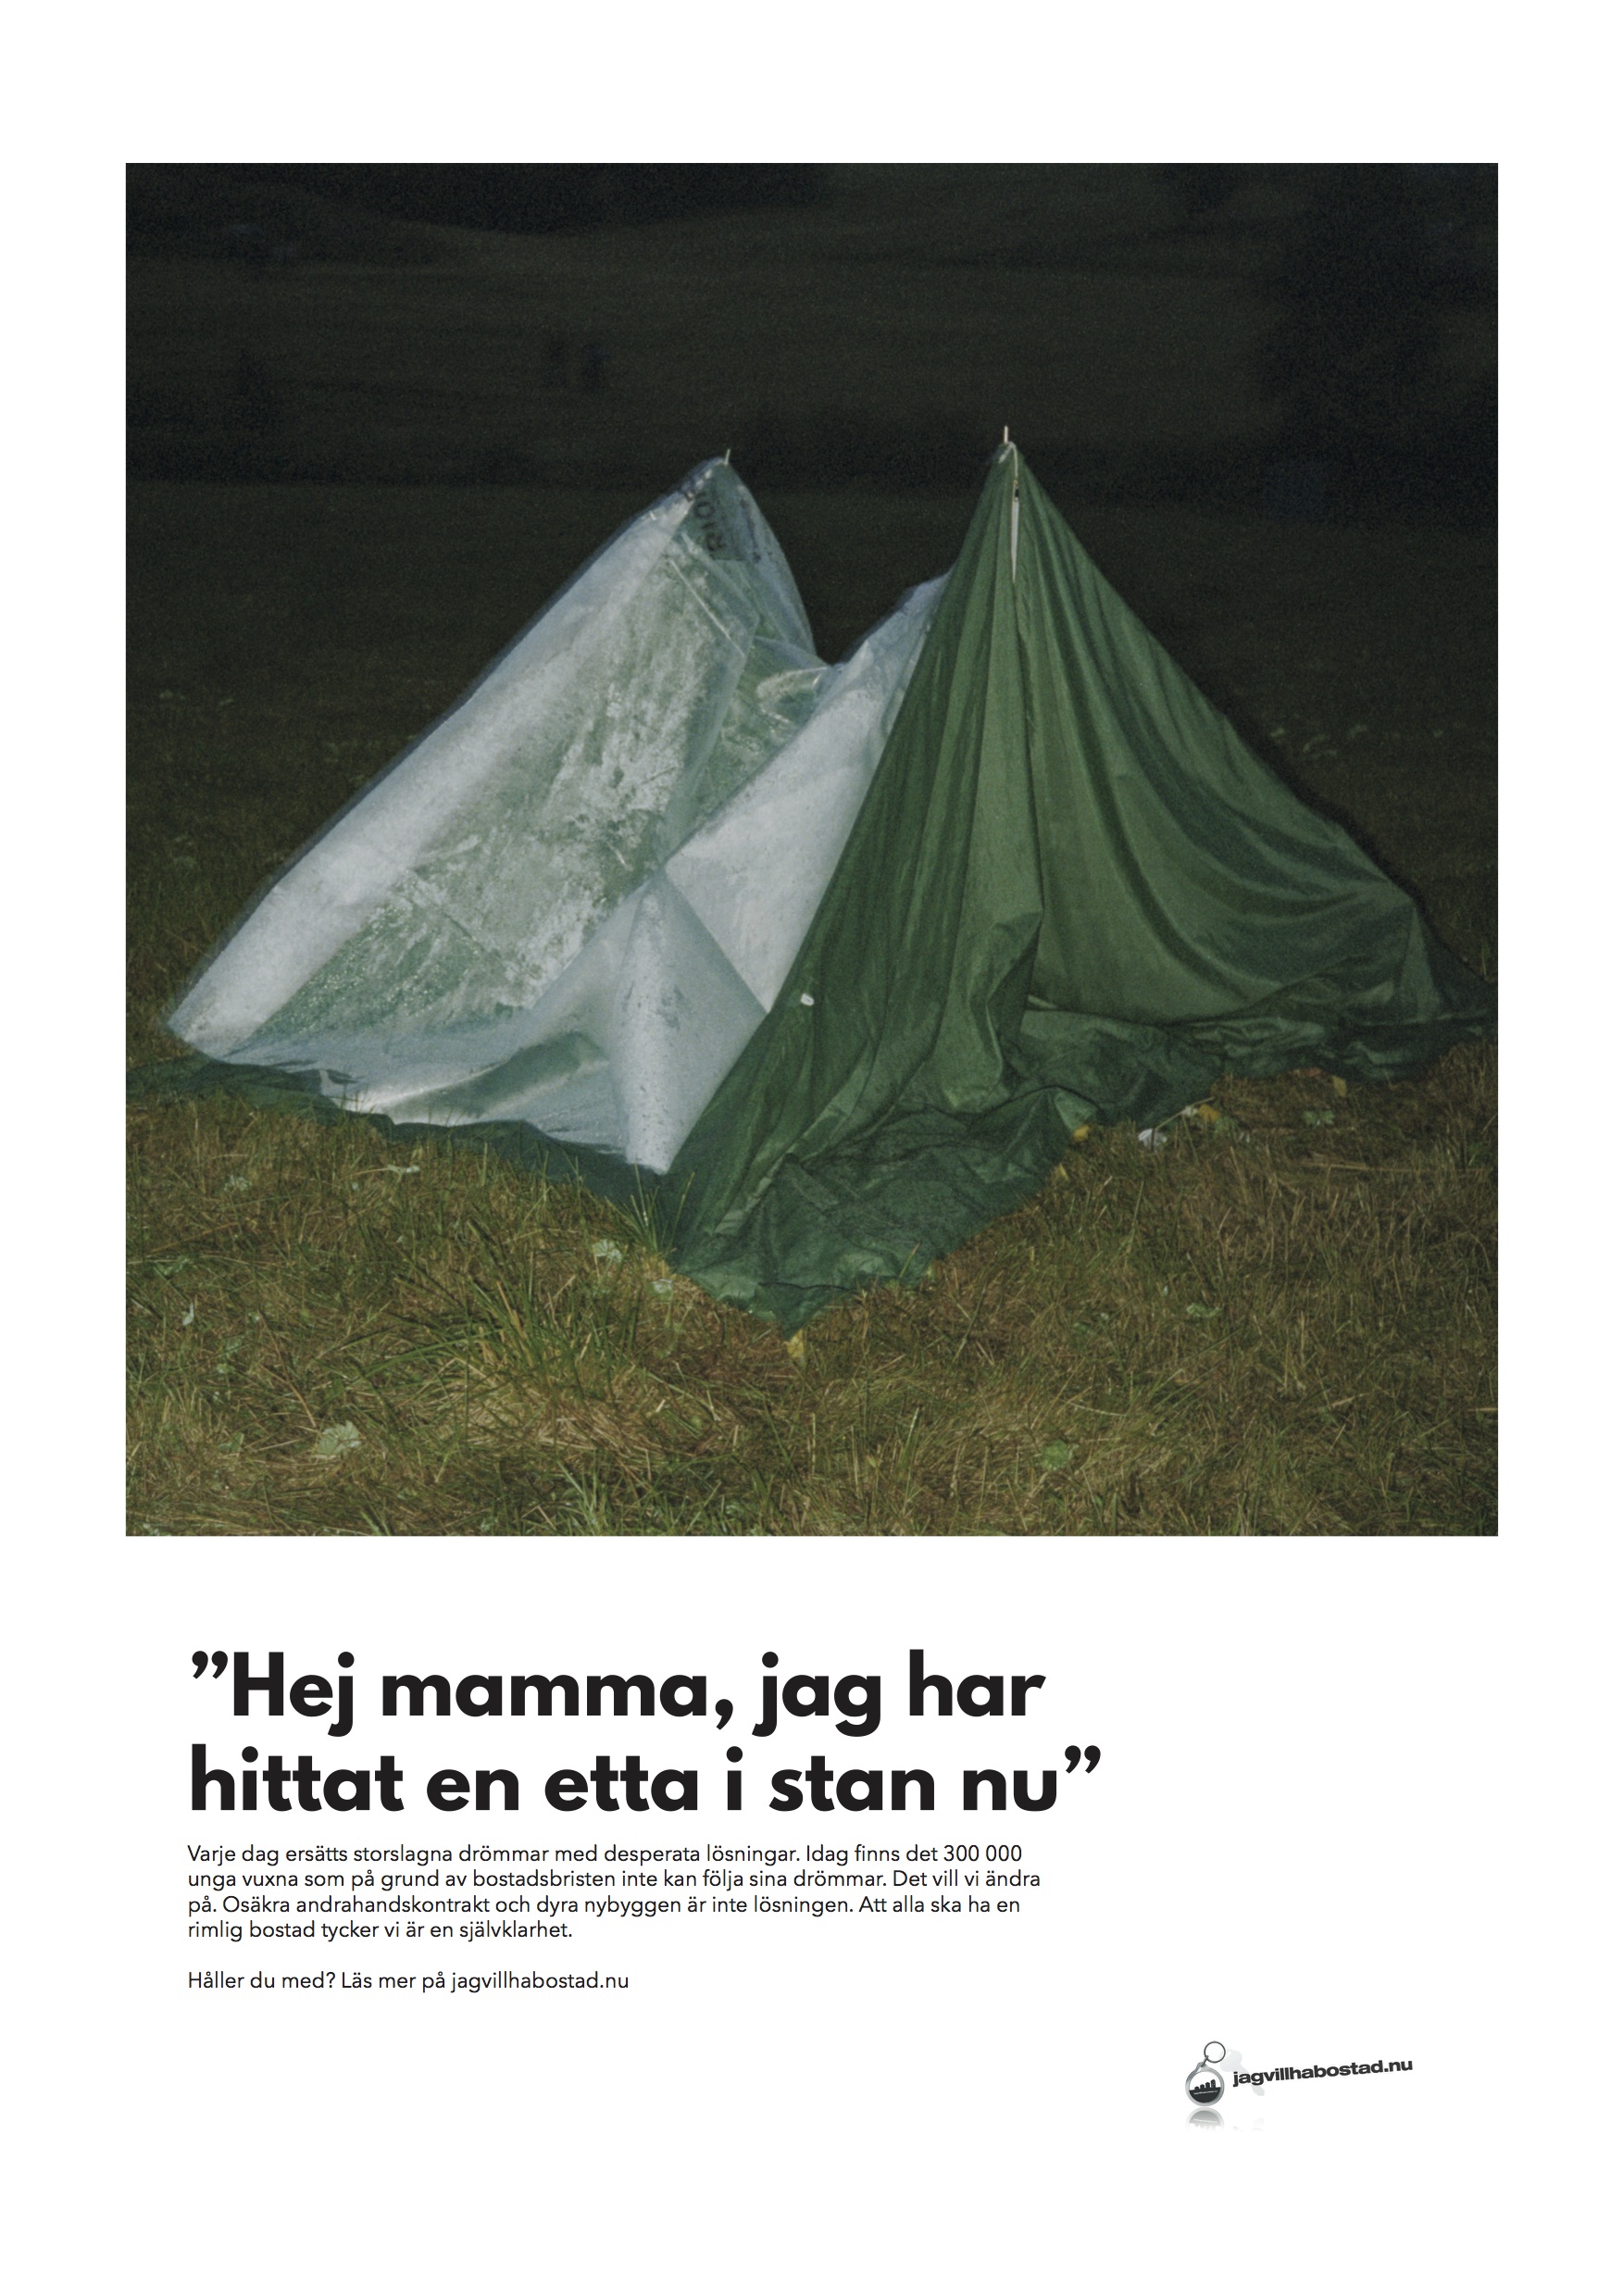 ”Hej mamma, jag har
hittat en etta i stan nu”
Varje dag ersätts storslagna drömmar med desperata lösningar. Idag finns det 300 000
unga vuxna som på grund av bostadsbristen inte kan följa sina drömmar. Det vill vi ändra
på. Osäkra andrahandskontrakt och dyra nybyggen är inte lösningen. Att alla ska ha en
rimlig bostad tycker vi är en självklarhet.
Håller du med? Läs mer på jagvillhabostad.nu
jagvillhabostad.nu